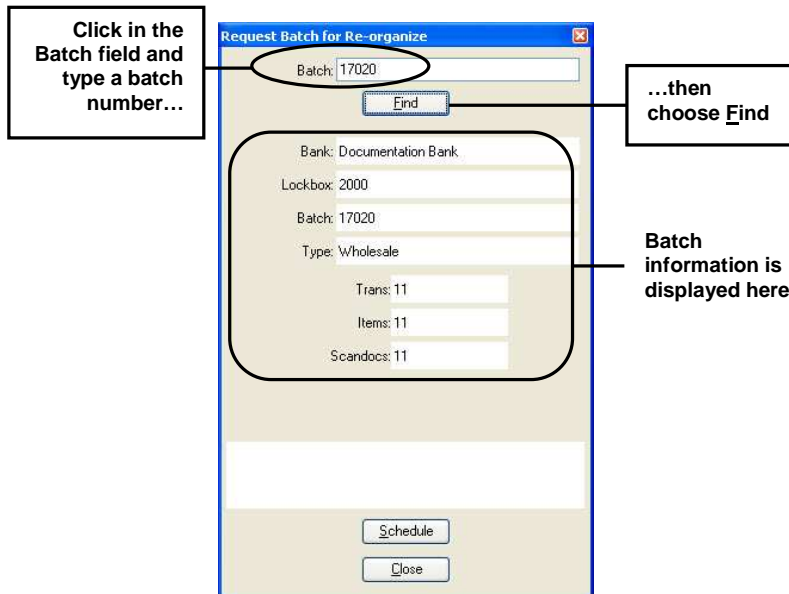 Click in the
Batch field and
type a batch
number…
Request Batch for Re-organize
Batch: 17020
Find
…then
choose Find
Bank: Documentation Bank
Lockbox: 2000
Batch: 17020
Type: Wholesale
Trans: 11
Items: 11
Scandocs: 11
Batch
information is
displayed here
Schedule
Close